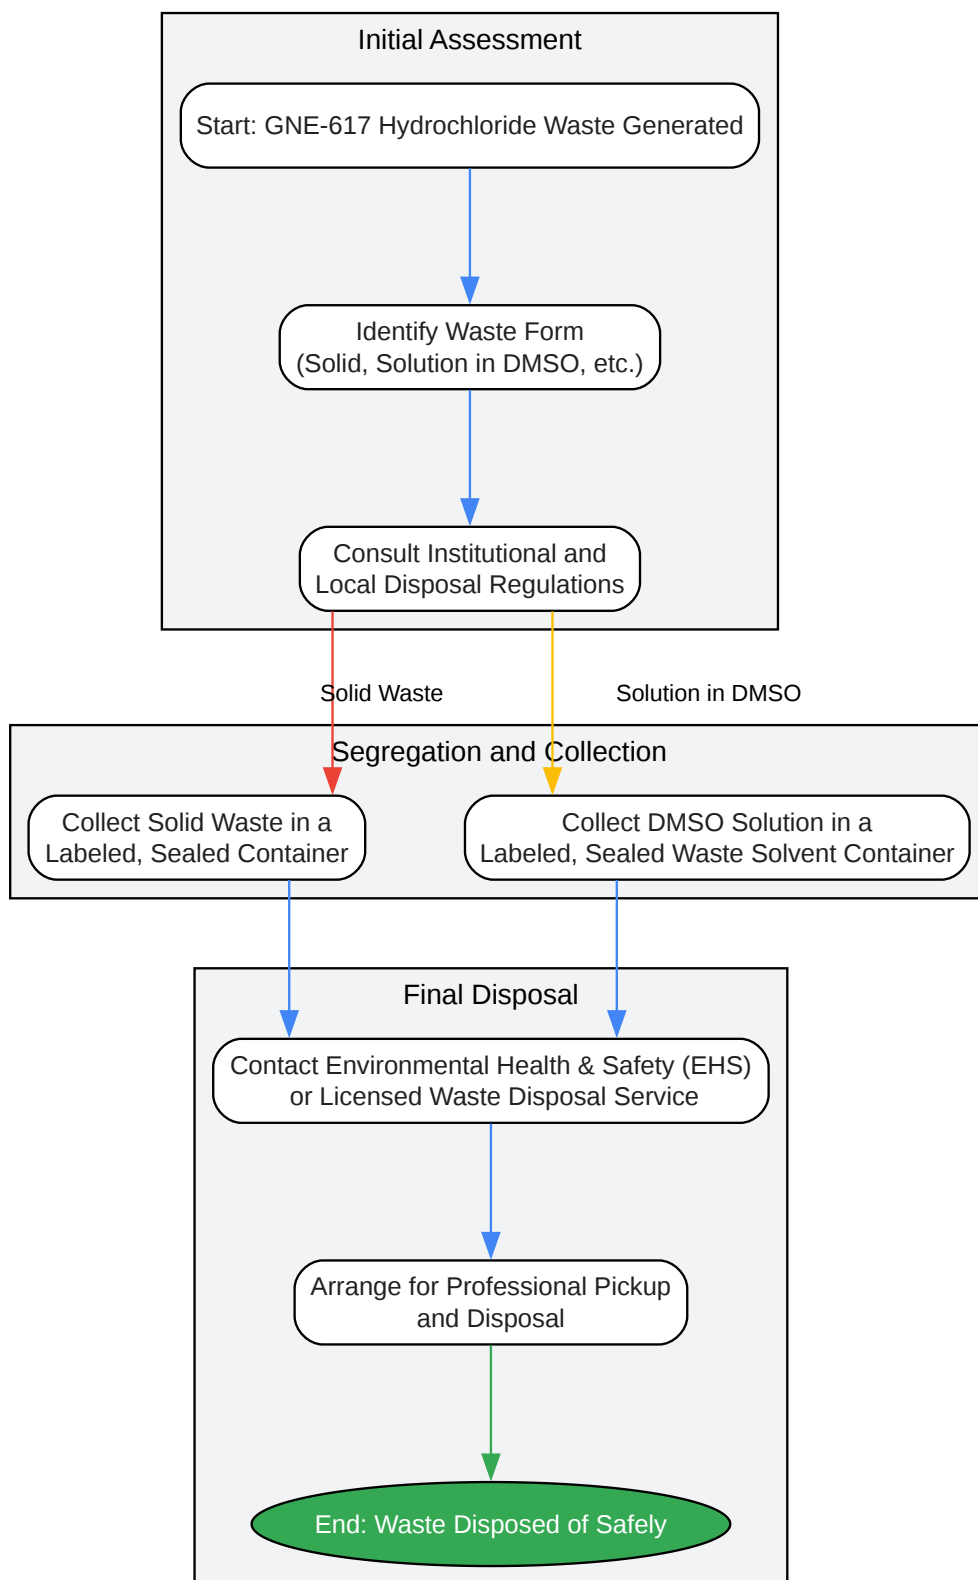 Initial Assessment
Start: GNE-617 Hydrochloride Waste Generated
Identify Waste Form
(Solid, Solution in DMSO, etc.)
Consult Institutional and
Local Disposal Regulations
Solid Waste
Solution in DMSO
Segregation and Collection
Collect Solid Waste in a
Labeled, Sealed Container
Collect DMSO Solution in a
Labeled, Sealed Waste Solvent Container
Final Disposal
Contact Environmental Health & Safety (EHS)
or Licensed Waste Disposal Service
Arrange for Professional Pickup
and Disposal
End: Waste Disposed of Safely